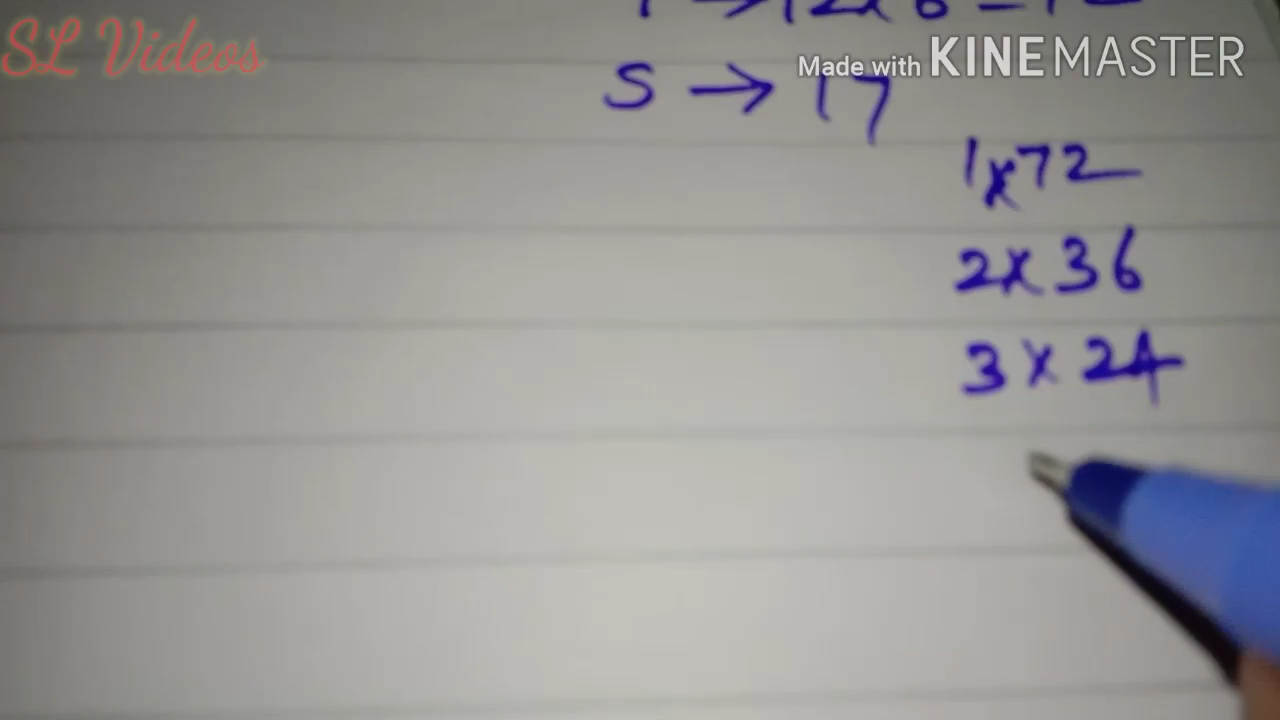 SL Videos
Made with KINEMASTER
S → 17
1x72
2x36
3x24